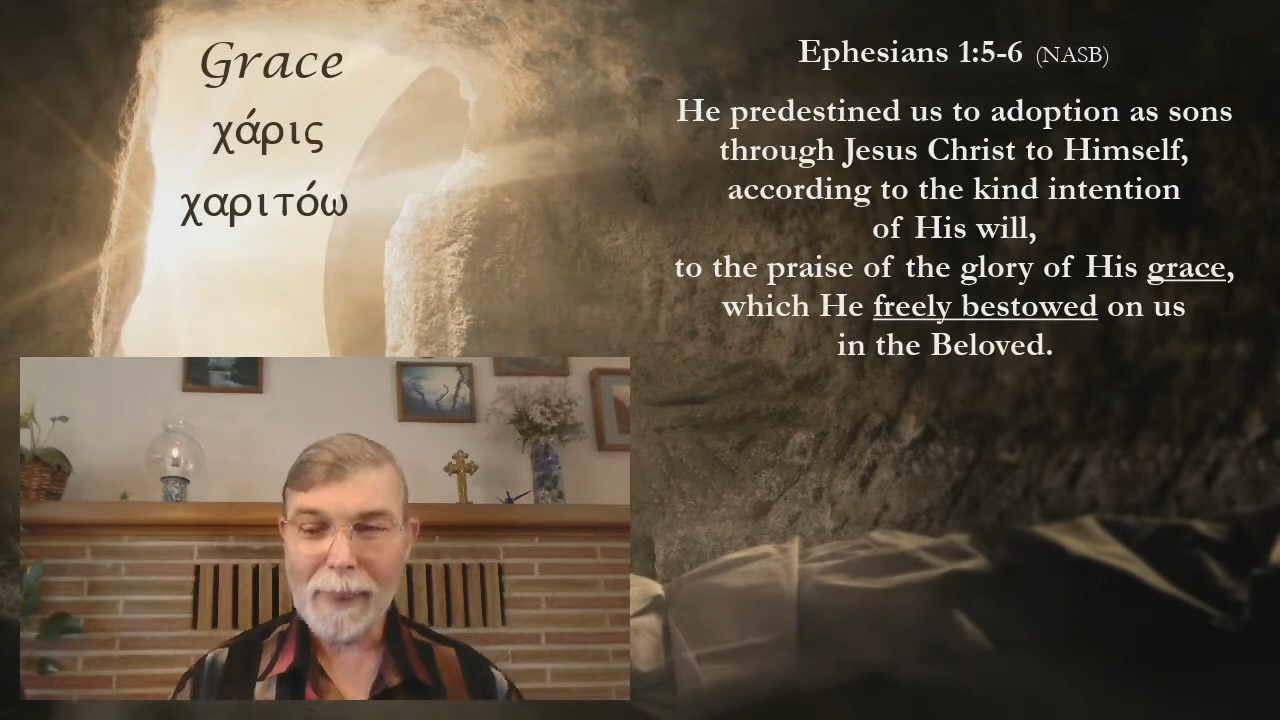 Grace
χάρις
χαριτόω
Ephesians 1:5-6 (NASB)
He predestined us to adoption as sons
through Jesus Christ to Himself,
according to the kind intention
of His will,
to the praise of the glory of His grace,
which He freely bestowed on us
in the Beloved.